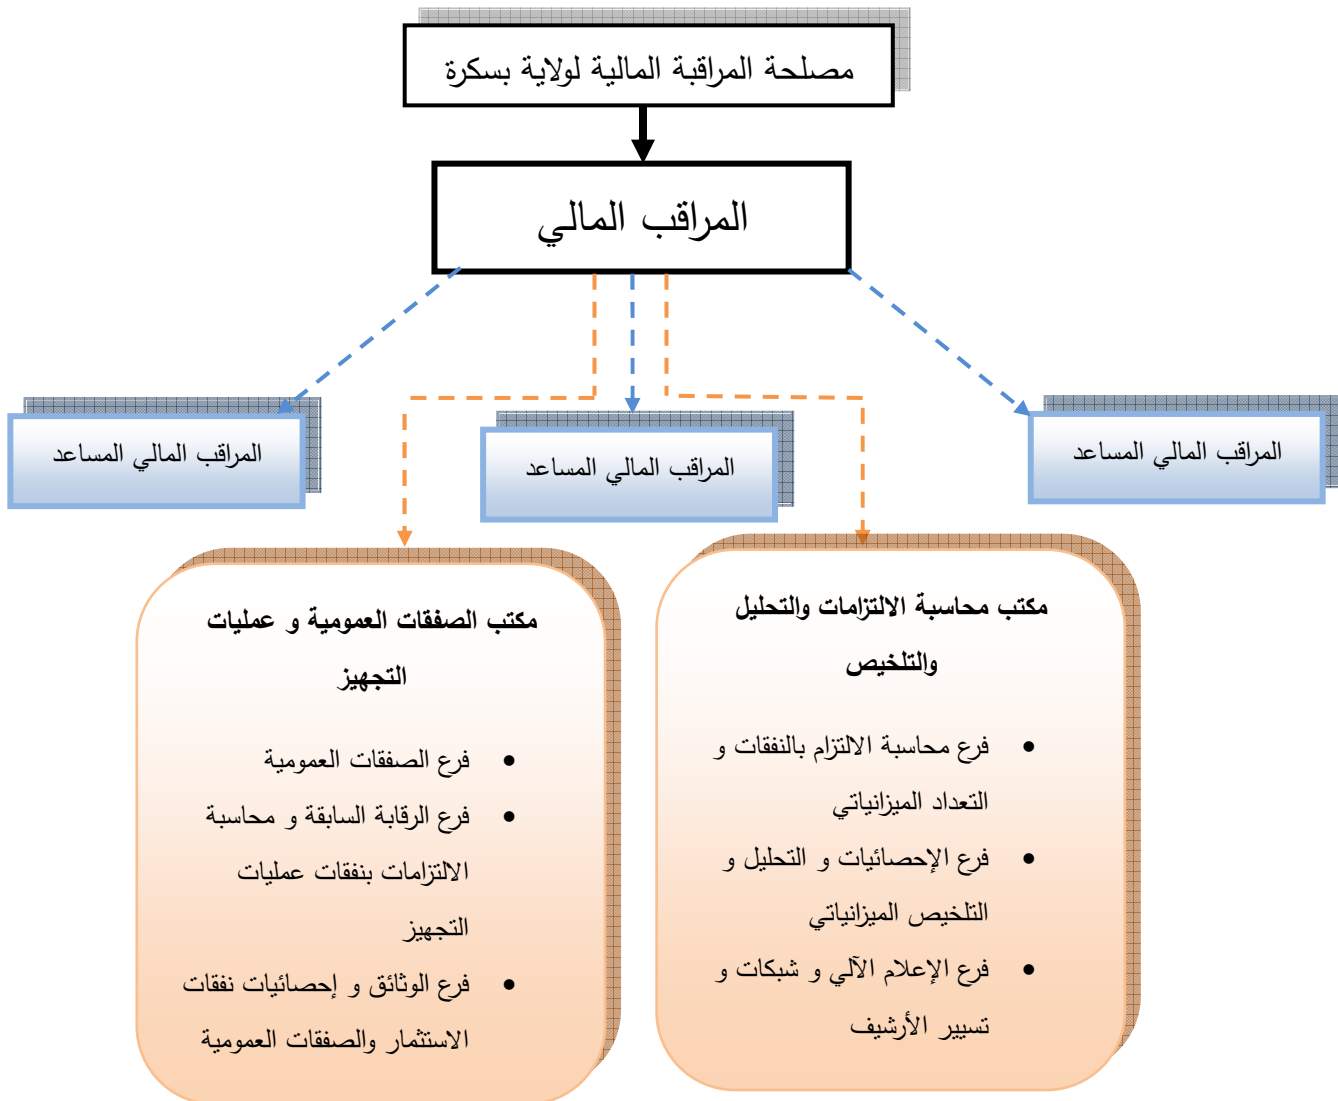 مصلحة المراقبة المالية لولاية بسكرة
المراقب المالي
المراقب المالي المساعد
المراقب المالي المساعد
المراقب المالي المساعد
مكتب محاسبة الالتزامات والتحليل
والتلخيص
• فرع محاسبة الالتزام بالنفقات و
التعداد الميزانياتي
• فرع الإحصائيات و التحليل و
التلخيص الميزانياتي
• فرع الإعلام الآلي و شبكات و
تسيير الأرشيف
مكتب الصفقات العمومية و عمليات
التجهيز
• فرع الصفقات العمومية
• فرع الرقابة السابقة و محاسبة
الالتزامات بنفقات عمليات
التجهيز
• فرع الوثائق و إحصائيات نفقات
الاستثمار والصفقات العمومية